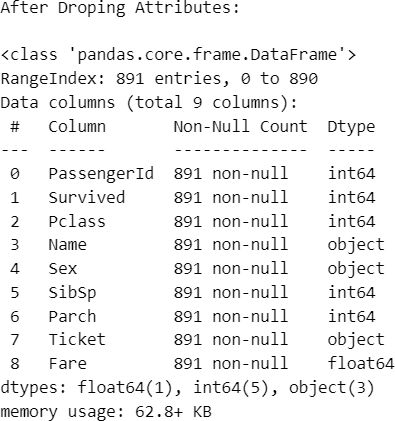 After Droping Attributes:
<class 'pandas.core.frame.DataFrame'>
RangeIndex: 891 entries, 0 to 890
Data columns (total 9 columns):
 #   Column       Non-Null Count  Dtype
---  ------       --------------  -----
 0   PassengerId  891 non-null    int64
 1   Survived     891 non-null    int64
 2   Pclass       891 non-null    int64
 3   Name         891 non-null    object
 4   Sex          891 non-null    object
 5   SibSp        891 non-null    int64
 6   Parch        891 non-null    int64
 7   Ticket       891 non-null    object
 8   Fare         891 non-null    float64
dtypes: float64(1), int64(5), object(3)
memory usage: 62.8+ KB